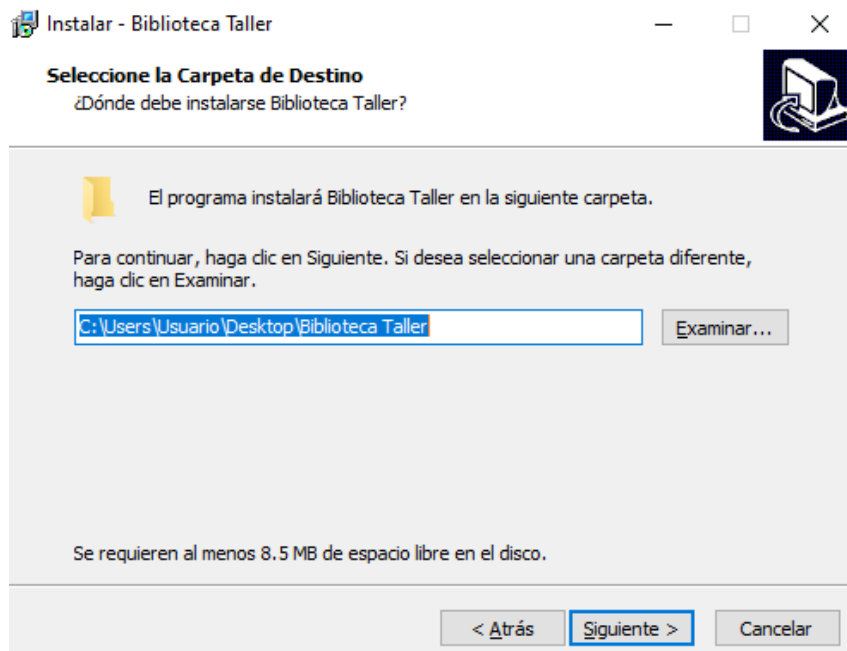 Instalar - Biblioteca Taller
Seleccione la Carpeta de Destino
¿Dónde debe instalarse Biblioteca Taller?
El programa instalará Biblioteca Taller en la siguiente carpeta.
Para continuar, haga clic en Siguiente. Si desea seleccionar una carpeta diferente,
haga clic en Examinar.
C:\Users\Usuario\Desktop\Biblioteca Taller
Examinar...
Se requieren al menos 8.5 MB de espacio libre en el disco.
< Atrás
Siguiente >
Cancelar